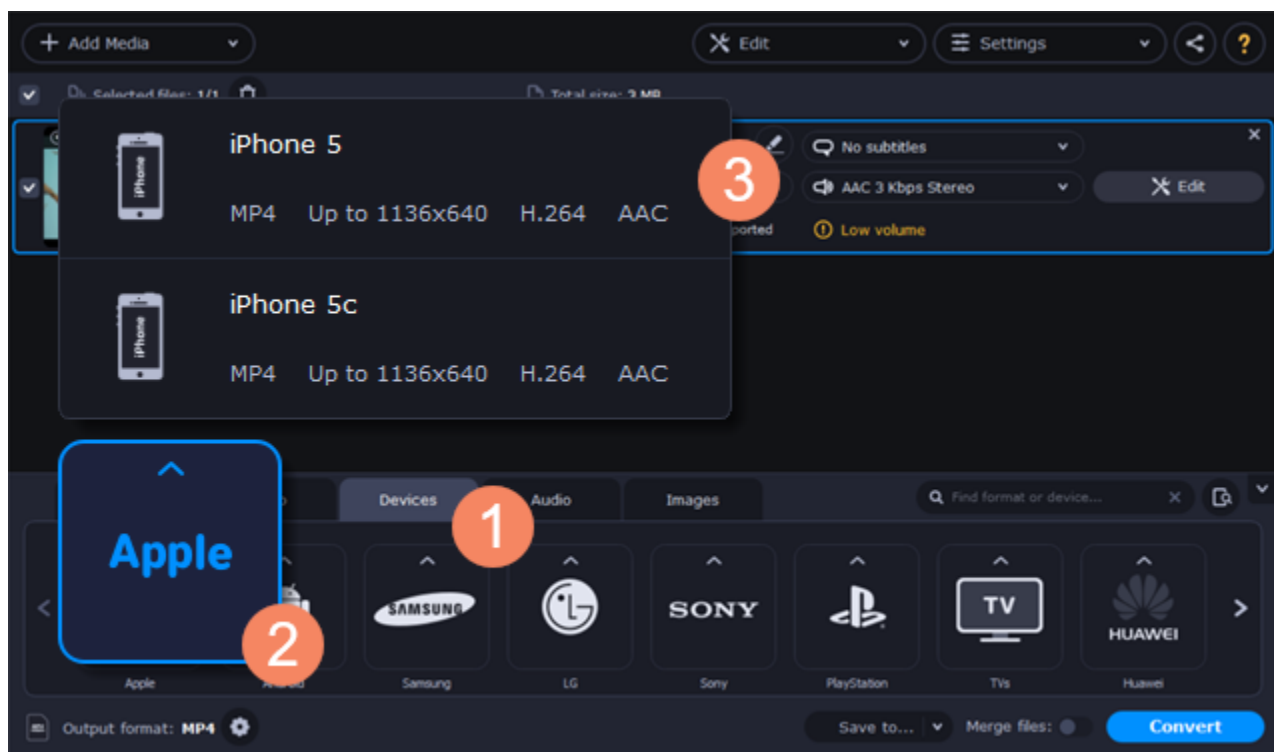 Add Media
Edit
Settings
?
Selected files: 1/1
Total size: 3 MB
iPhone 5
MP4 Up to 1136x640 H.264 AAC
iPhone
3
No subtitles
AAC 3 Kbps Stereo
Edit
Low volume
iPhone 5c
MP4 Up to 1136x640 H.264 AAC
iPhone
Devices
1
Audio
Images
Find format or device...
Apple
2
SAMSUNG
LG
SONY
TV
HUAWEI
Apple
Samsung
LG
Sony
PlayStation
TVs
Huawei
Output format: MP4
Save to...
Merge files:
Convert